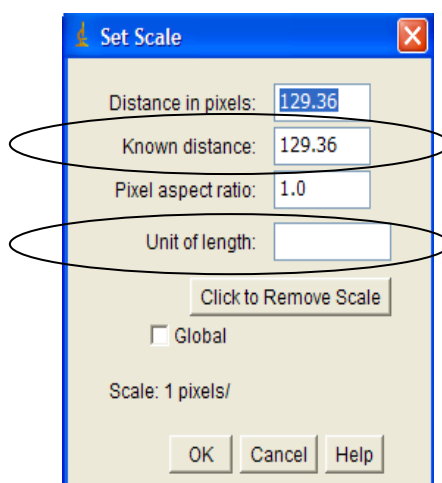 Set Scale
Distance in pixels: 129.36
Known distance: 129.36
Pixel aspect ratio: 1.0
Unit of length:
Click to Remove Scale
Global
Scale: 1 pixels/
OK Cancel Help